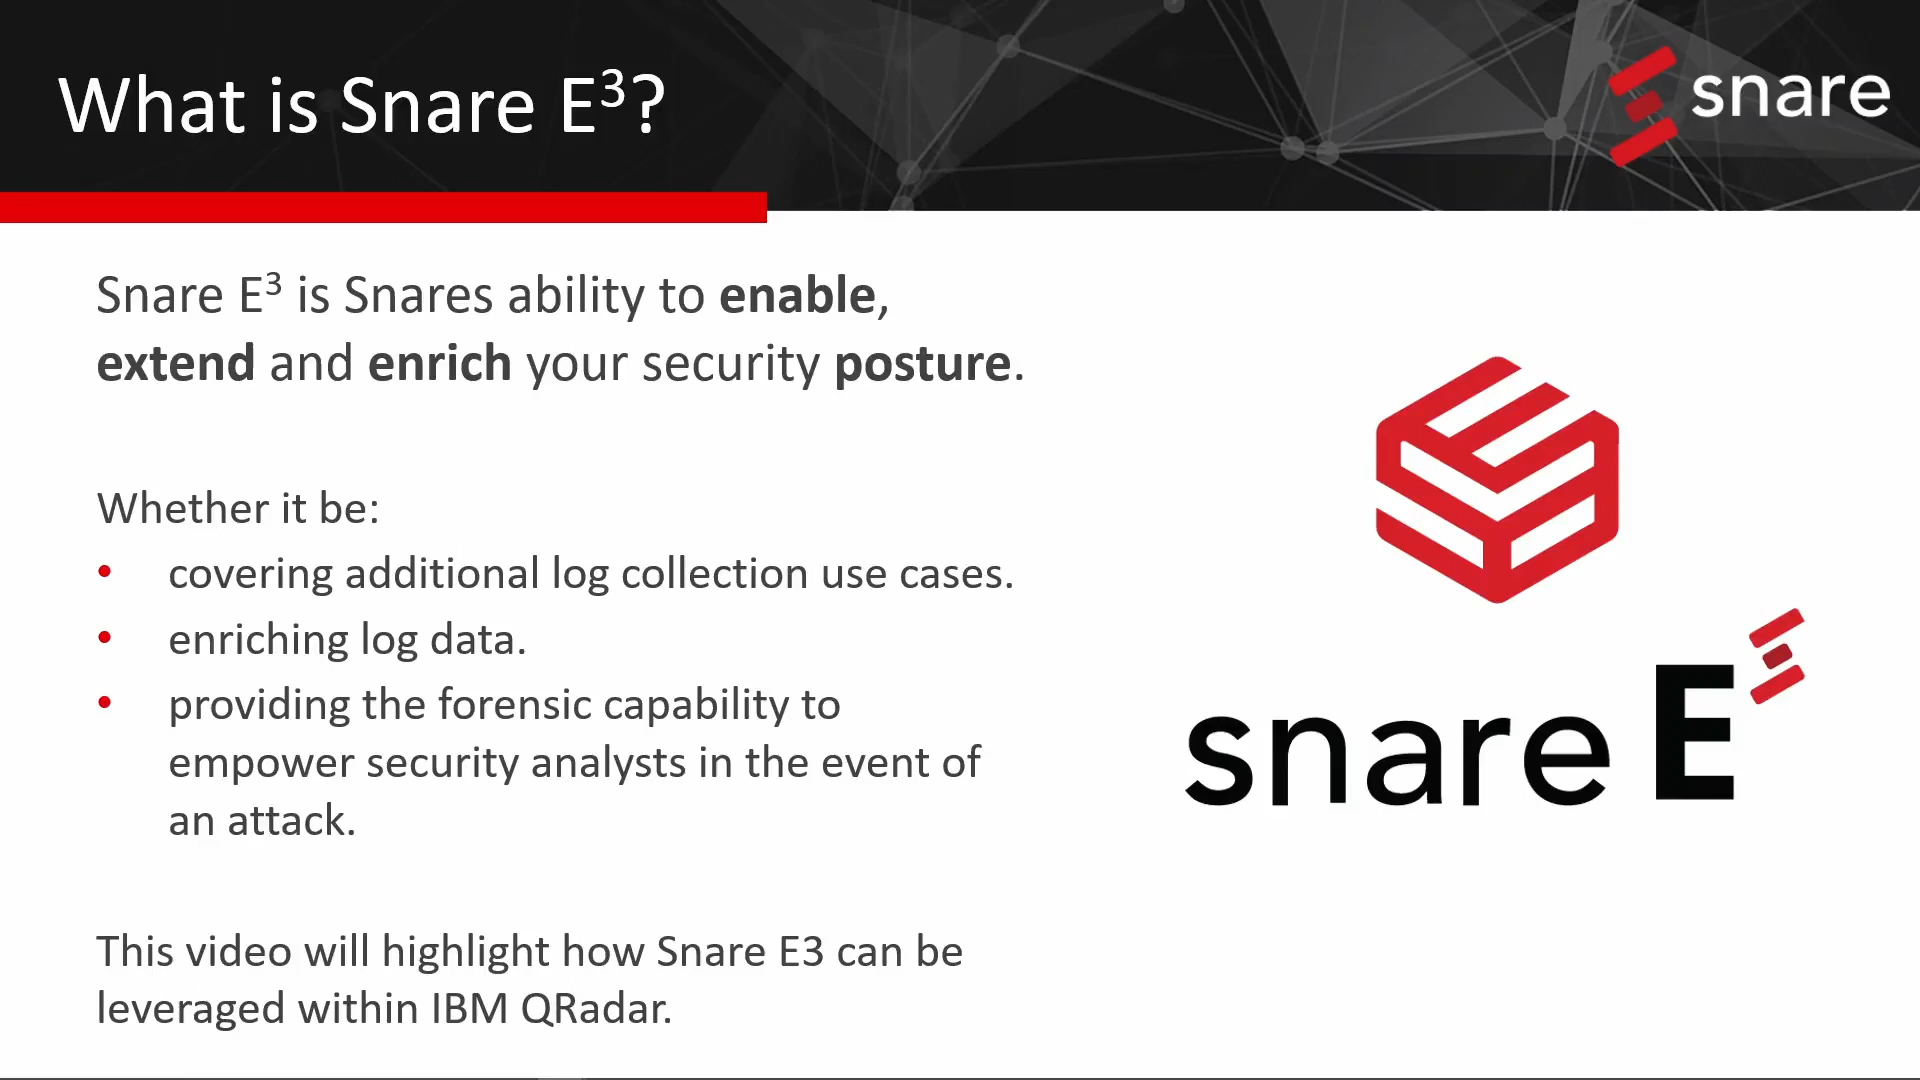 What is Snare E³?
snare
Snare E³ is Snares ability to enable,
extend and enrich your security posture.
Whether it be:
• covering additional log collection use cases.
• enriching log data.
• providing the forensic capability to
empower security analysts in the event of
an attack.
This video will highlight how Snare E3 can be
leveraged within IBM QRadar.
snare E